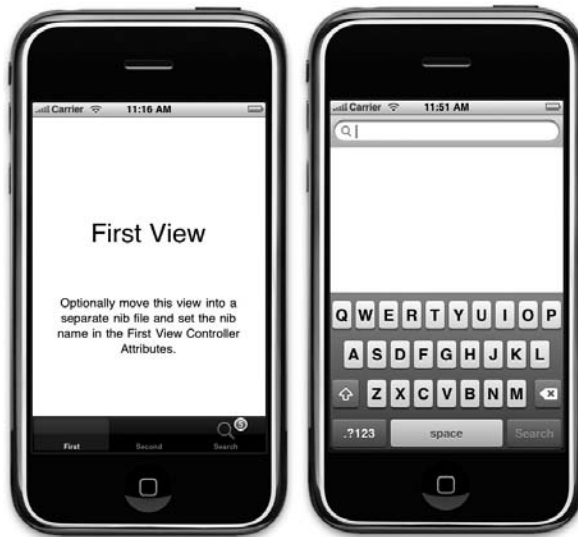 Carrier 11:16 AM
First View
Optionally move this view into a
separate nib file and set the nib
name in the First View Controller
Attributes.
5
First Second Search
Carrier 11:51 AM
Q W E R T Y U I O P
A S D F G H J K L
Z X C V B N M
.?123 space Search